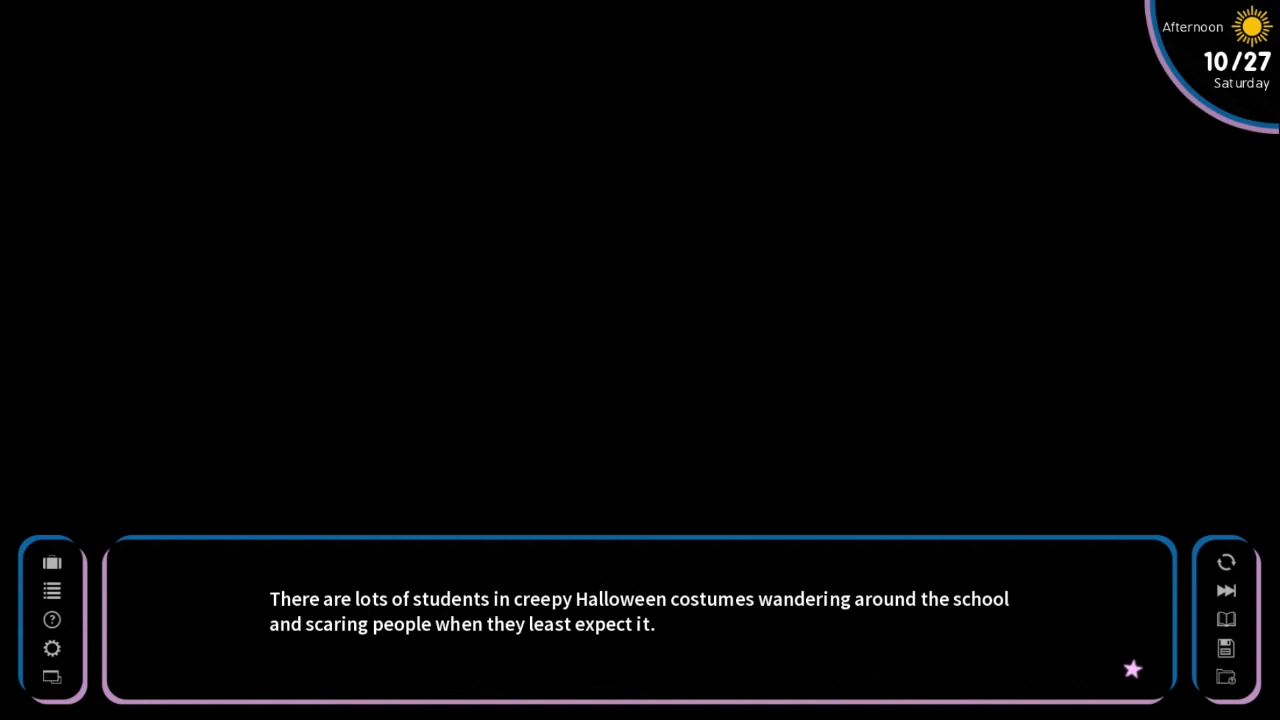 Afternoon
10/27
Saturday
There are lots of students in creepy Halloween costumes wandering around the school
and scaring people when they least expect it.